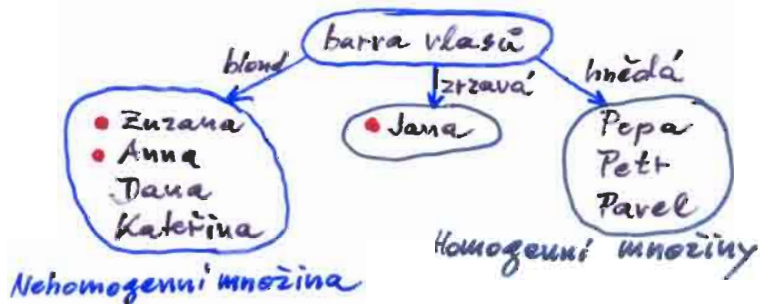 barva vlasů
blond
zrzavá
hnědá
Zuzana
Anna
Dana
Kateřina
Jana
Pepa
Petr
Pavel
Nehomogenní množina
Homogenní množiny